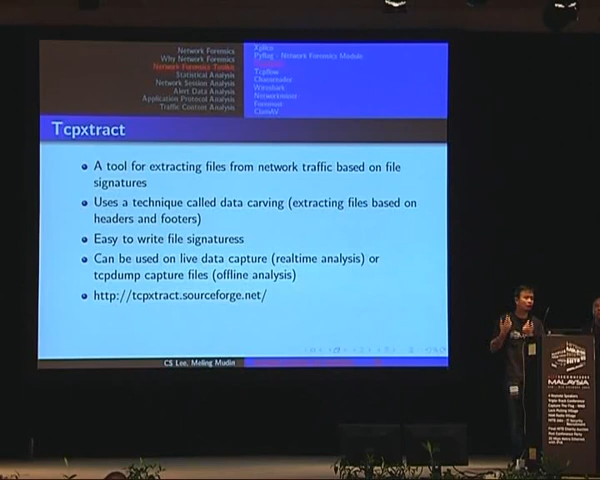 Network Forensics
Why Network Forensics
Network Forensics Toolkit
Statistical Analysis
Network Session Analysis
Alert Data Analysis
Application Protocol Analysis
Traffic Content Analysis
Xplico
Pyflag - Network Forensics Module
Tcpflow
Chaosreader
Wireshark
Networkminer
Foremost
ClamAV
Tcpxtract
A tool for extracting files from network traffic based on file
signatures
Uses a technique called data carving (extracting files based on
headers and footers)
Easy to write file signaturess
Can be used on live data capture (realtime analysis) or
tcpdump capture files (offline analysis)
http://tcpxtract.sourceforge.net/
CS Lee, Meling Mudin
MALAYSIA